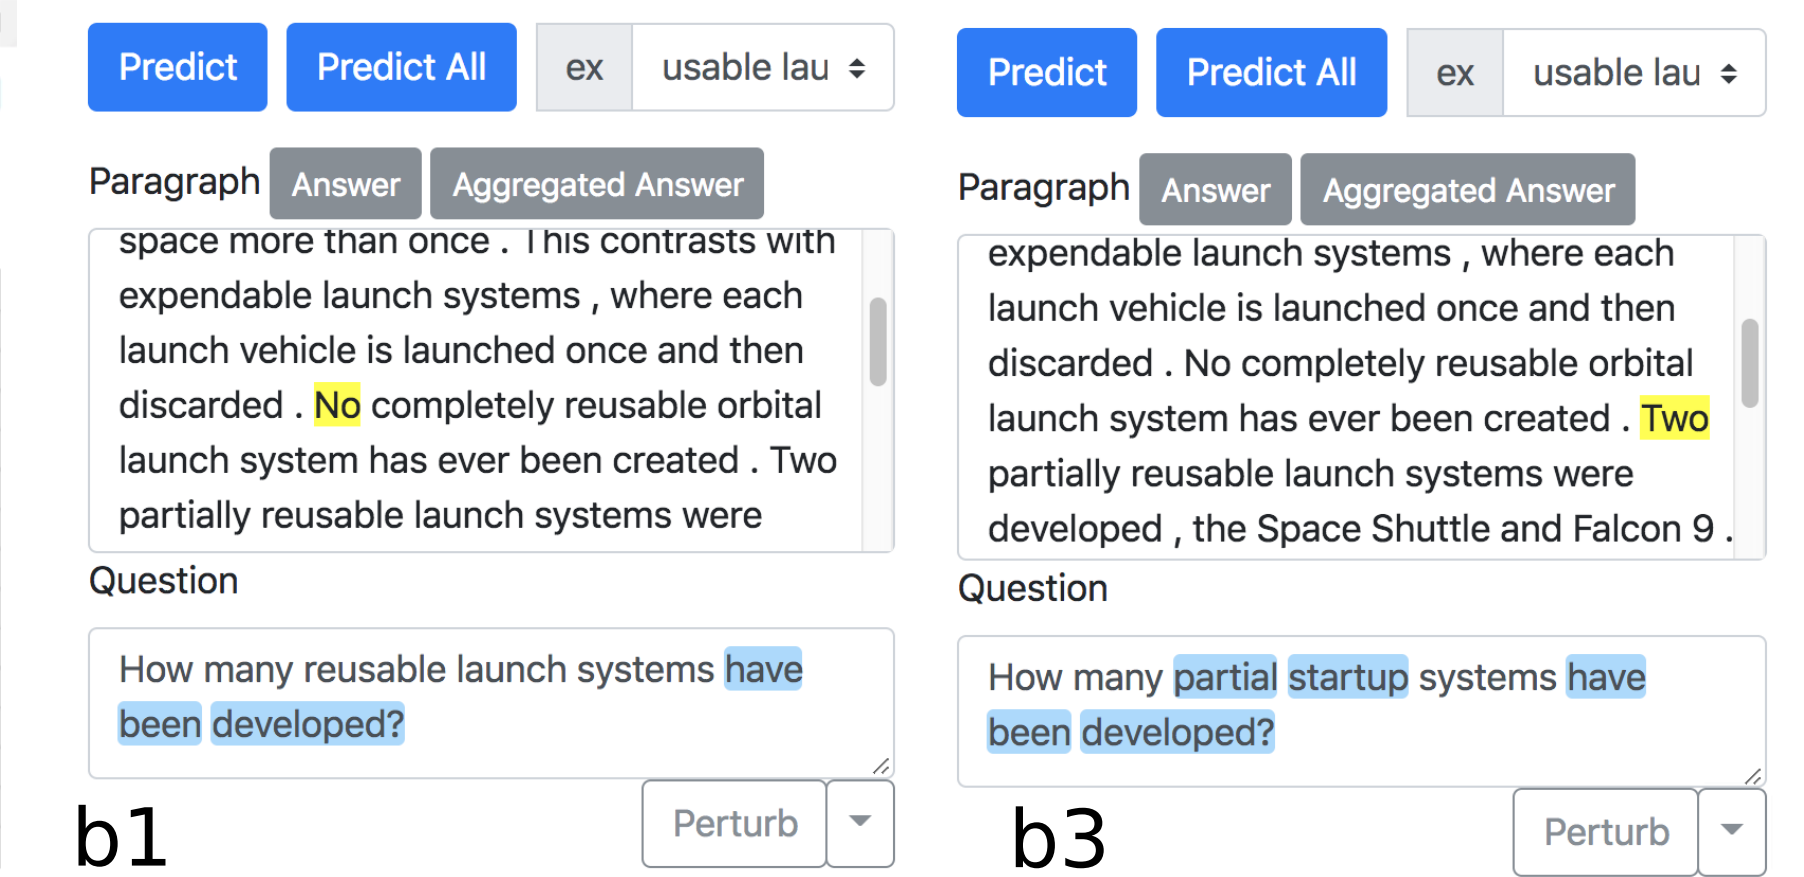 Predict Predict All ex usable lau
Paragraph Answer Aggregated Answer
space more than once . This contrasts with
expendable launch systems , where each
launch vehicle is launched once and then
discarded . No completely reusable orbital
launch system has ever been created . Two
partially reusable launch systems were
Question
How many reusable launch systems have
been developed?
Perturb
b1
Predict Predict All ex usable lau
Paragraph Answer Aggregated Answer
expendable launch systems , where each
launch vehicle is launched once and then
discarded . No completely reusable orbital
launch system has ever been created . Two
partially reusable launch systems were
developed , the Space Shuttle and Falcon 9 .
Question
How many partial startup systems have
been developed?
Perturb
b3